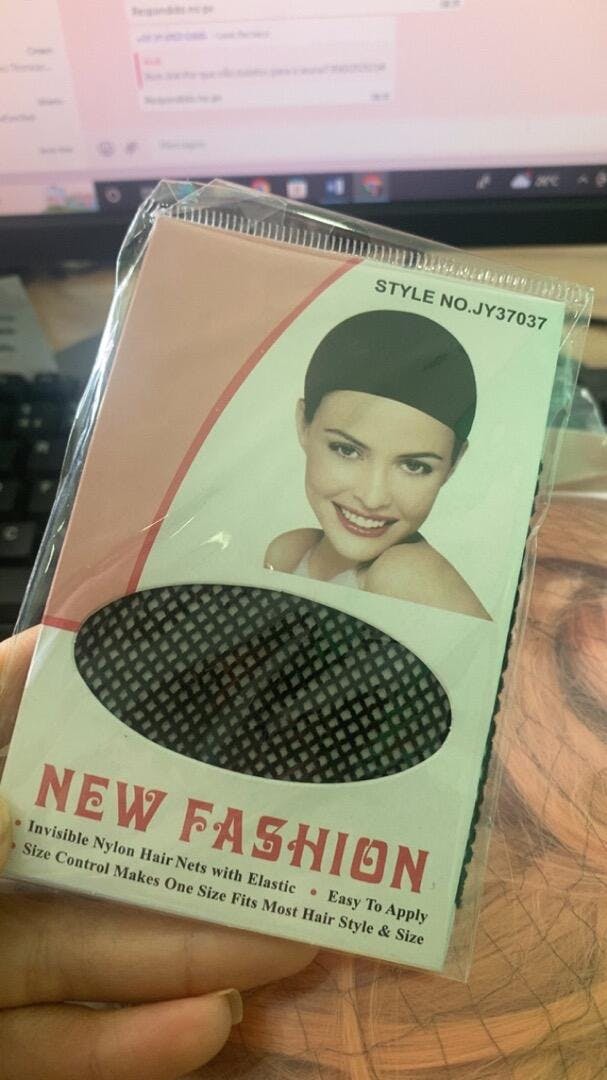 STYLE NO.JY37037
NEW FASHION
• Invisible Nylon Hair Nets with Elastic • Easy To Apply
• Size Control Makes One Size Fits Most Hair Style & Size